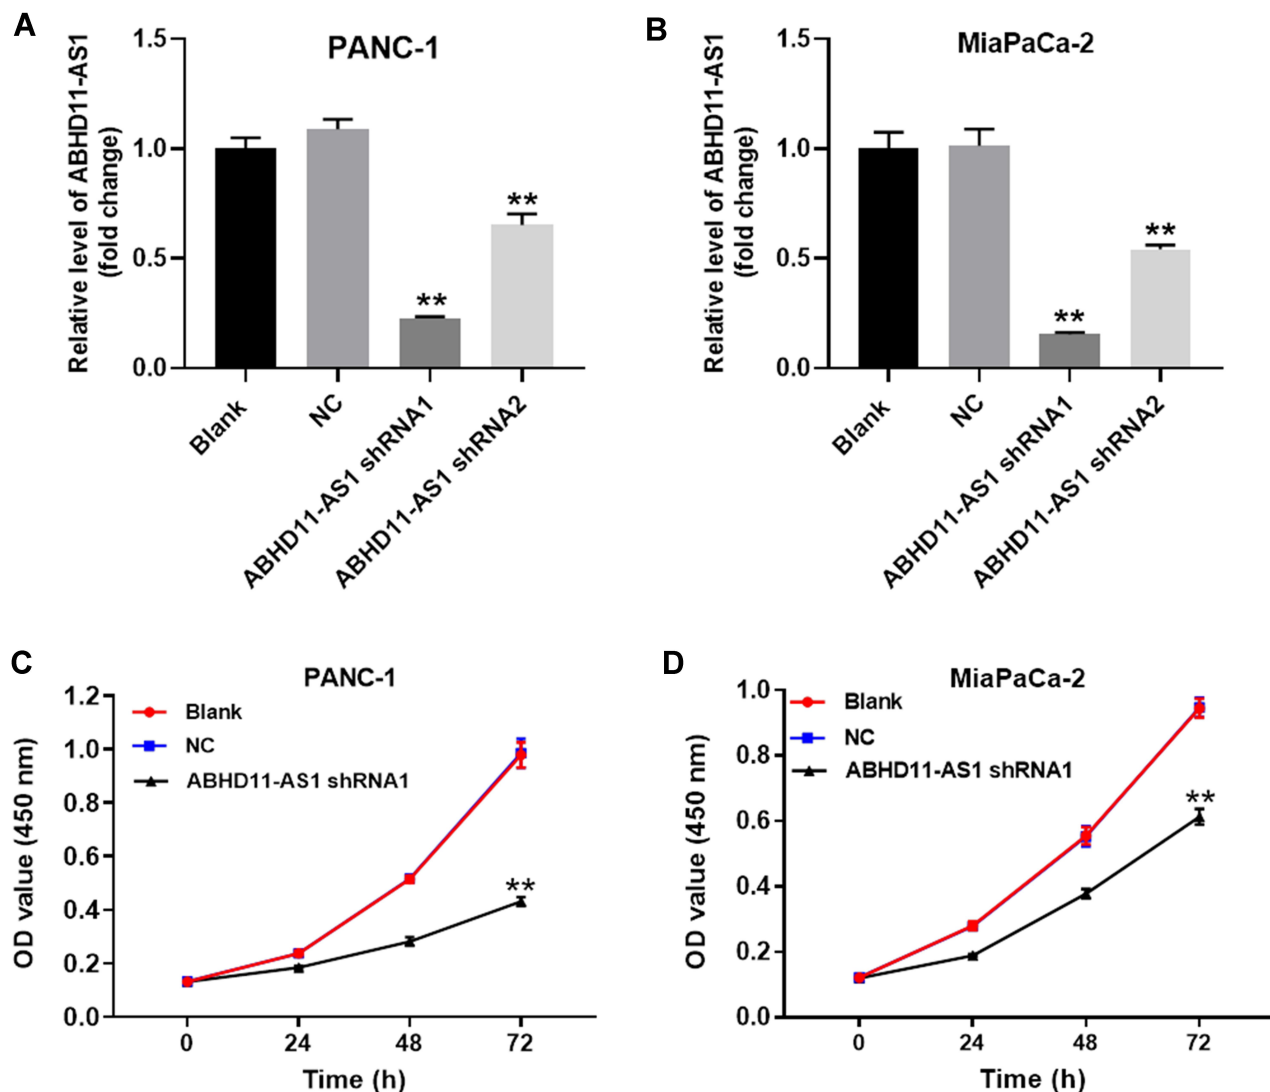 A
PANC-1
Relative level of ABHD11-AS1
(fold change)
1.5
1.0
0.5
0.0
**
**
Blank
NC
ABHD11-AS1 shRNA1
ABHD11-AS1 shRNA2
B
MiaPaCa-2
Relative level of ABHD11-AS1
(fold change)
1.5
1.0
0.5
0.0
**
**
Blank
NC
ABHD11-AS1 shRNA1
ABHD11-AS1 shRNA2
C
PANC-1
OD value (450 nm)
1.2
1.0
0.8
0.6
0.4
0.2
0.0
Blank
NC
ABHD11-AS1 shRNA1
**
0
24
48
72
Time (h)
D
MiaPaCa-2
OD value (450 nm)
1.0
0.8
0.6
0.4
0.2
0.0
Blank
NC
ABHD11-AS1 shRNA1
**
0
24
48
72
Time (h)